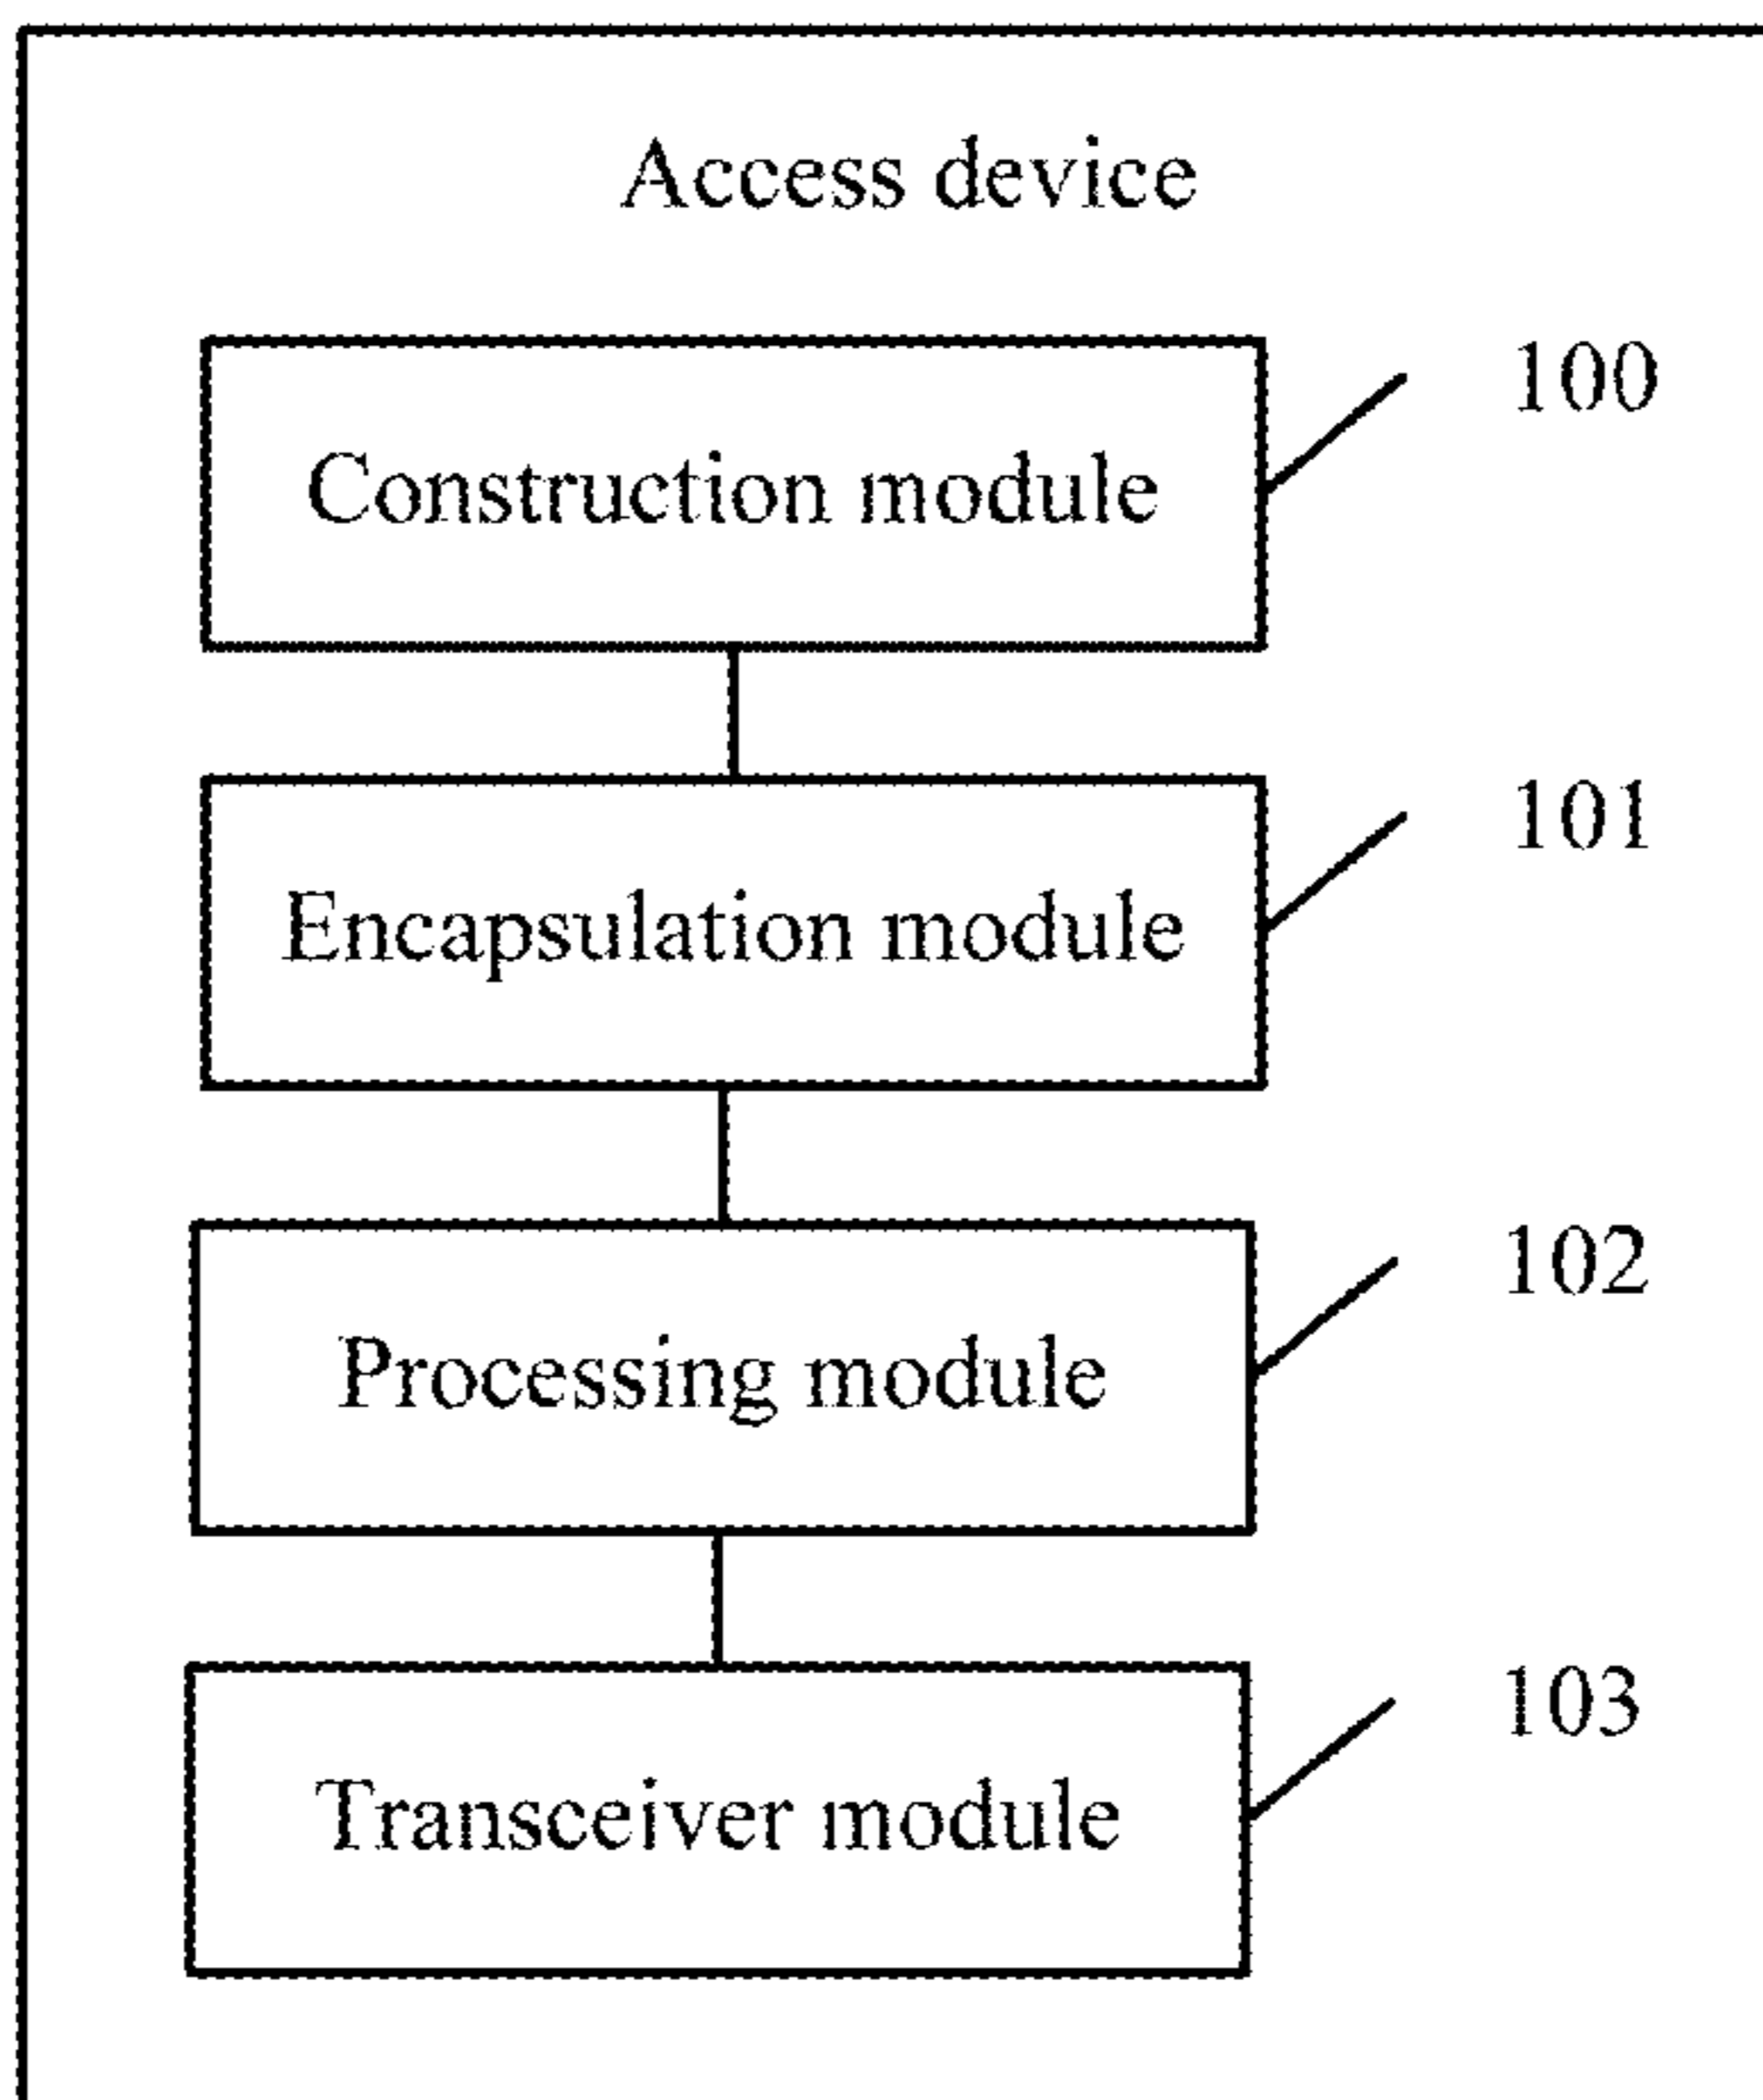 Access device
Construction module
100
Encapsulation module
101
Processing module
102
Transceiver module
103